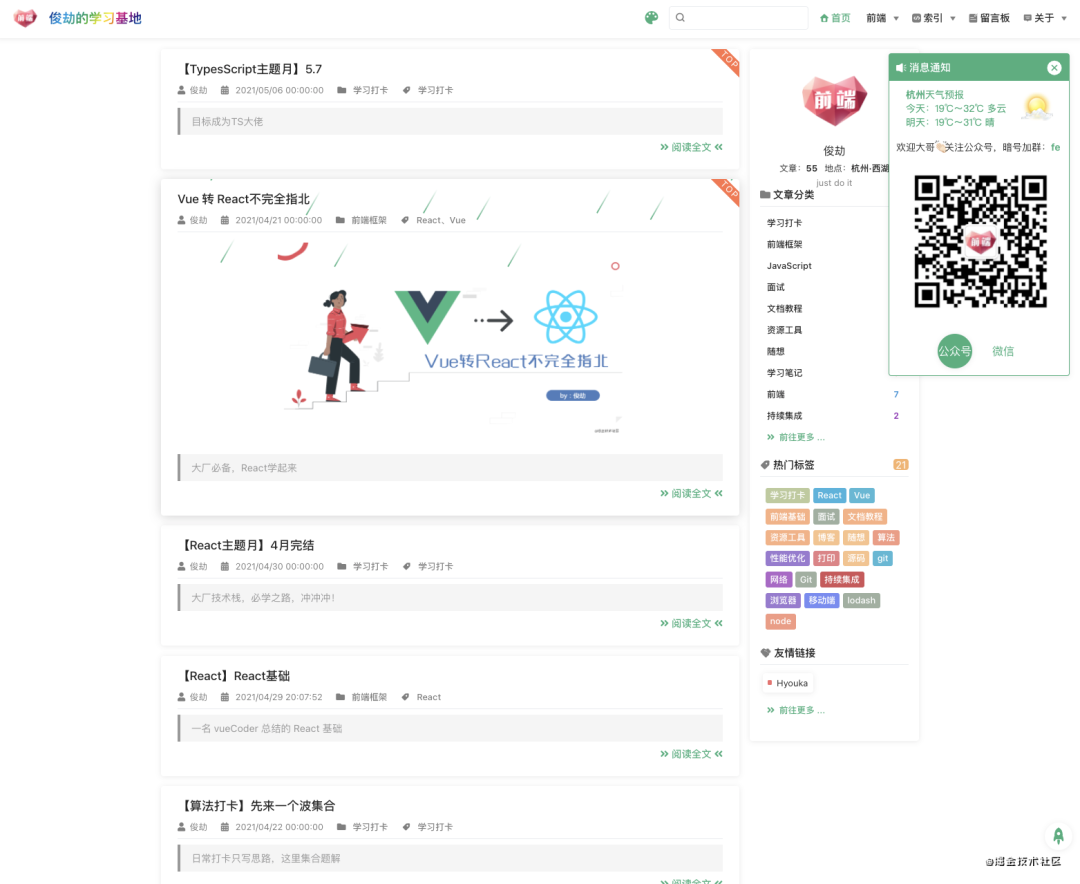 前端 俊劫的学习基地
首页 前端 索引 留言板 关于
【TypesScript主题月】5.7
TOP
俊劫 2021/05/06 00:00:00 学习打卡 学习打卡
目标成为TS大佬
阅读全文
Vue 转 React不完全指北
TOP
俊劫 2021/04/21 00:00:00 前端框架 React、Vue
Vue转React不完全指北
by：俊劫
大厂必备，React学起来
阅读全文
【React主题月】4月完结
俊劫 2021/04/30 00:00:00 学习打卡 学习打卡
大厂技术栈，必学之路，冲冲冲！
阅读全文
【React】React基础
俊劫 2021/04/29 20:07:52 前端框架 React
一名 vueCoder 总结的 React 基础
阅读全文
【算法打卡】先来一个波集合
俊劫 2021/04/22 00:00:00 学习打卡 学习打卡
日常打卡只写思路，这里集合题解
阅读全文
前端
俊劫
文章：55 地点：杭州·西湖
just do it
文章分类
学习打卡
前端框架
JavaScript
面试
文档教程
资源工具
随想
学习笔记
前端 7
持续集成 2
前往更多 ...
热门标签 21
学习打卡 React Vue
前端基础 面试 文档教程
资源工具 博客 随想 算法
性能优化 打印 源码 git
网络 Git 持续集成
浏览器 移动端 lodash
node
友情链接
Hyouka
前往更多 ...
消息通知
杭州天气预报
今天：19℃~32℃ 多云
明天：19℃~31℃ 晴
欢迎大哥关注公众号，暗号加群：fe
前端
公众号 微信
@掘金技术社区